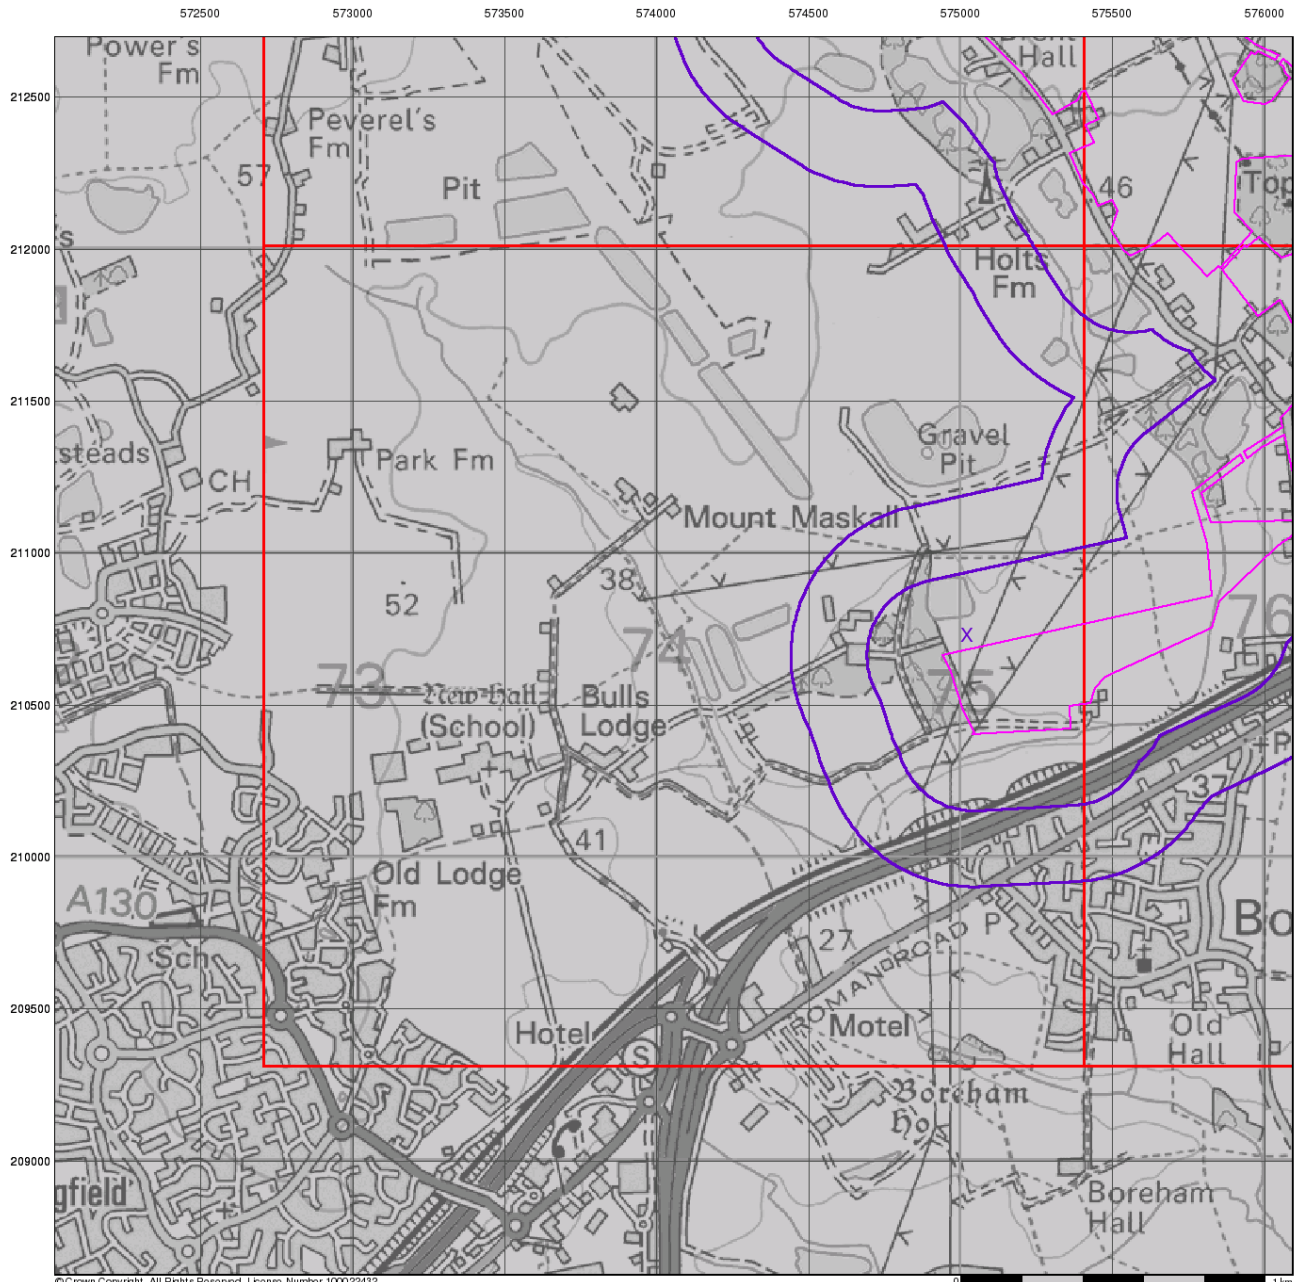 572500 573000 573500 574000 574500 575000 575500 576000
Power's
Fm
Hall
212500
Peverel's
Fm
57
Pit
46
Top
212000
Holts
Fm
211500
steads
Park Fm
CH
Gravel
Pit
Mount Maskall
211000
38
52
X
76
74
73
75
New-hall
(School)
Bulls
Lodge
210500
+P
37
41
210000
Old Lodge
Fm
A130
Sch
27
Bo
P
ROMAN ROAD
209500
Hotel
Motel
Old
Hall
S
Boreham
Ho
209000
gfield
Boreham
Hall
© Crown Copyright. All Rights Reserved. License Number 100023432
0 1 km